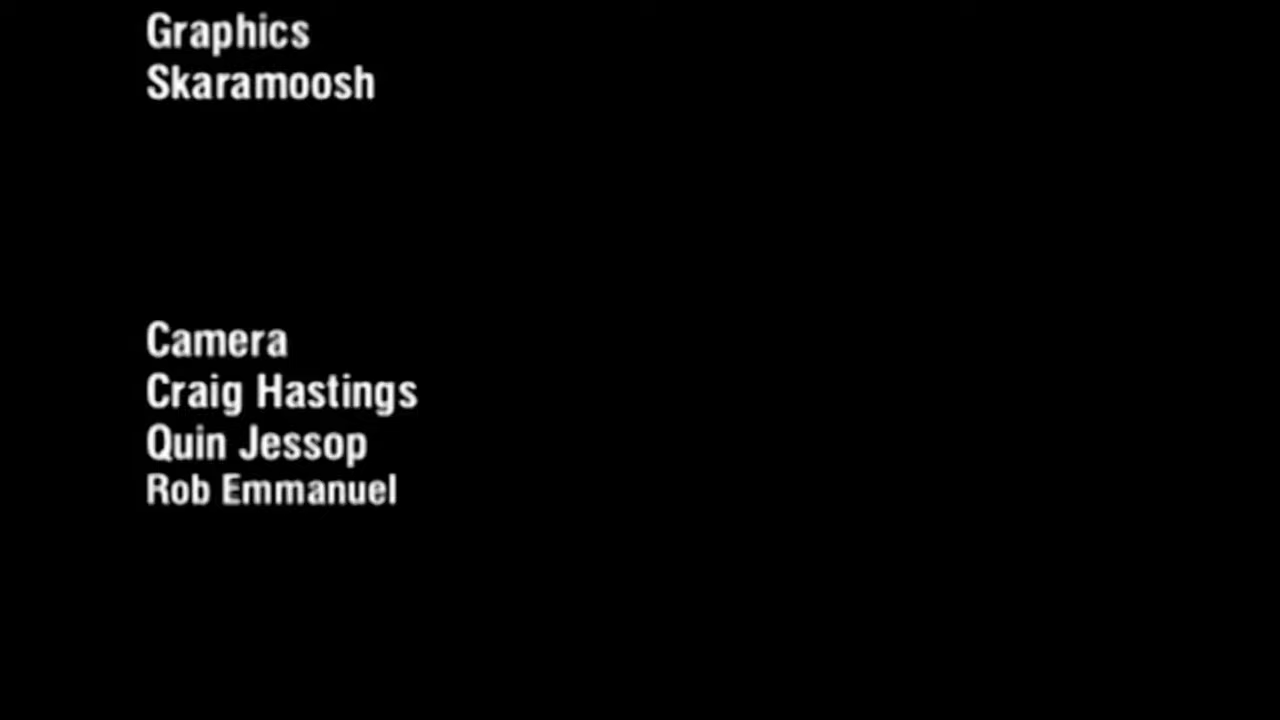 Graphics
Skaramoosh
Camera
Craig Hastings
Quin Jessop
Rob Emmanuel